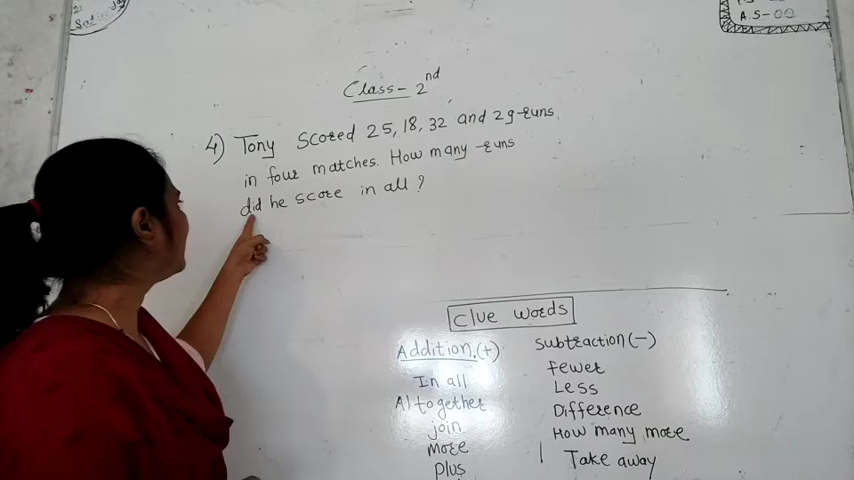 A.S-00
Class- 2nd
4) Tony Scored 25, 18, 32 and 29 runs
in four matches. How many runs
did he score in all ?
Clue words
Addition (+)
In all
Altogether
join
more
plus
Subtraction (-)
fewer
Less
Difference
How many more
Take away